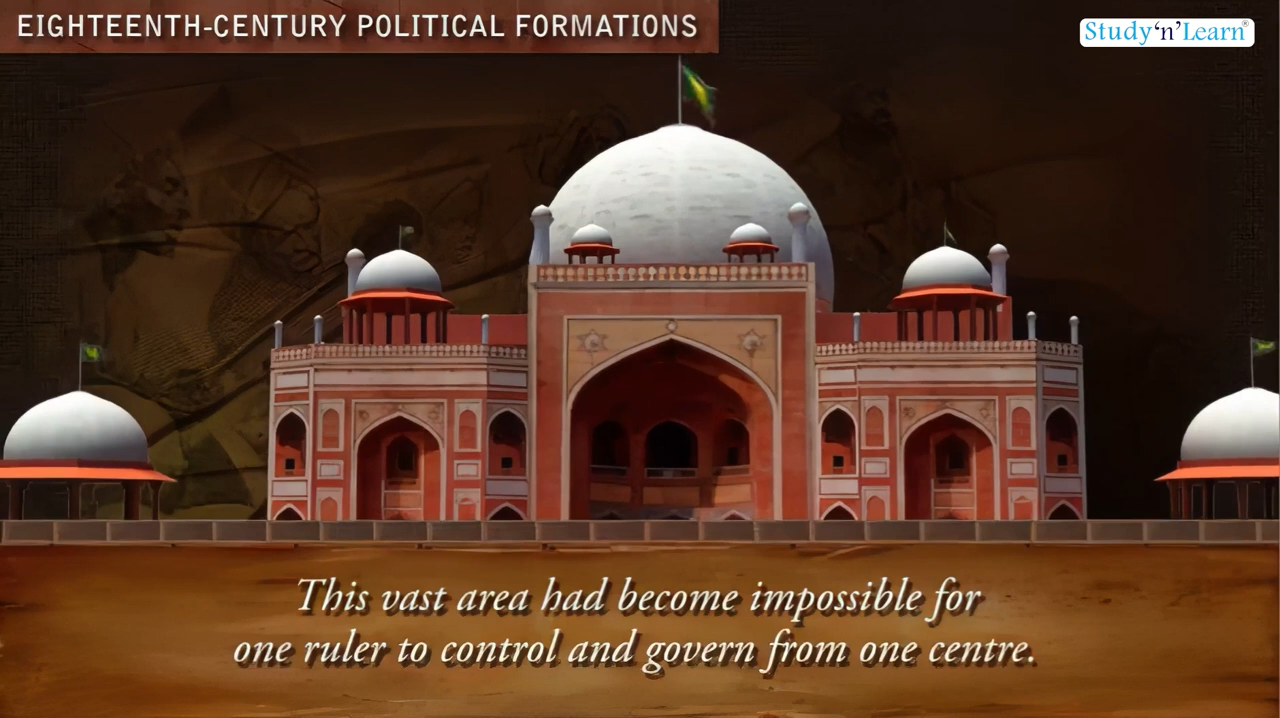 EIGHTEENTH-CENTURY POLITICAL FORMATIONS
Study‘n’Learn®
This vast area had become impossible for
one ruler to control and govern from one centre.